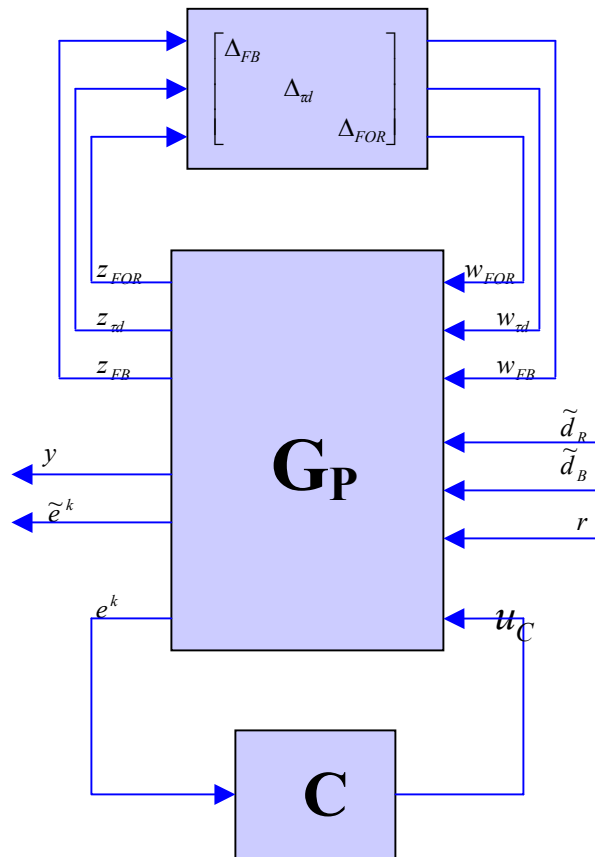 Δ_FB
Δ_τd
Δ_FOR
z_FOR w_FOR
z_τd w_τd
z_FB w_FB
d̃_R
y d̃_B
G_P
ẽ^k r
e^k u_C
C